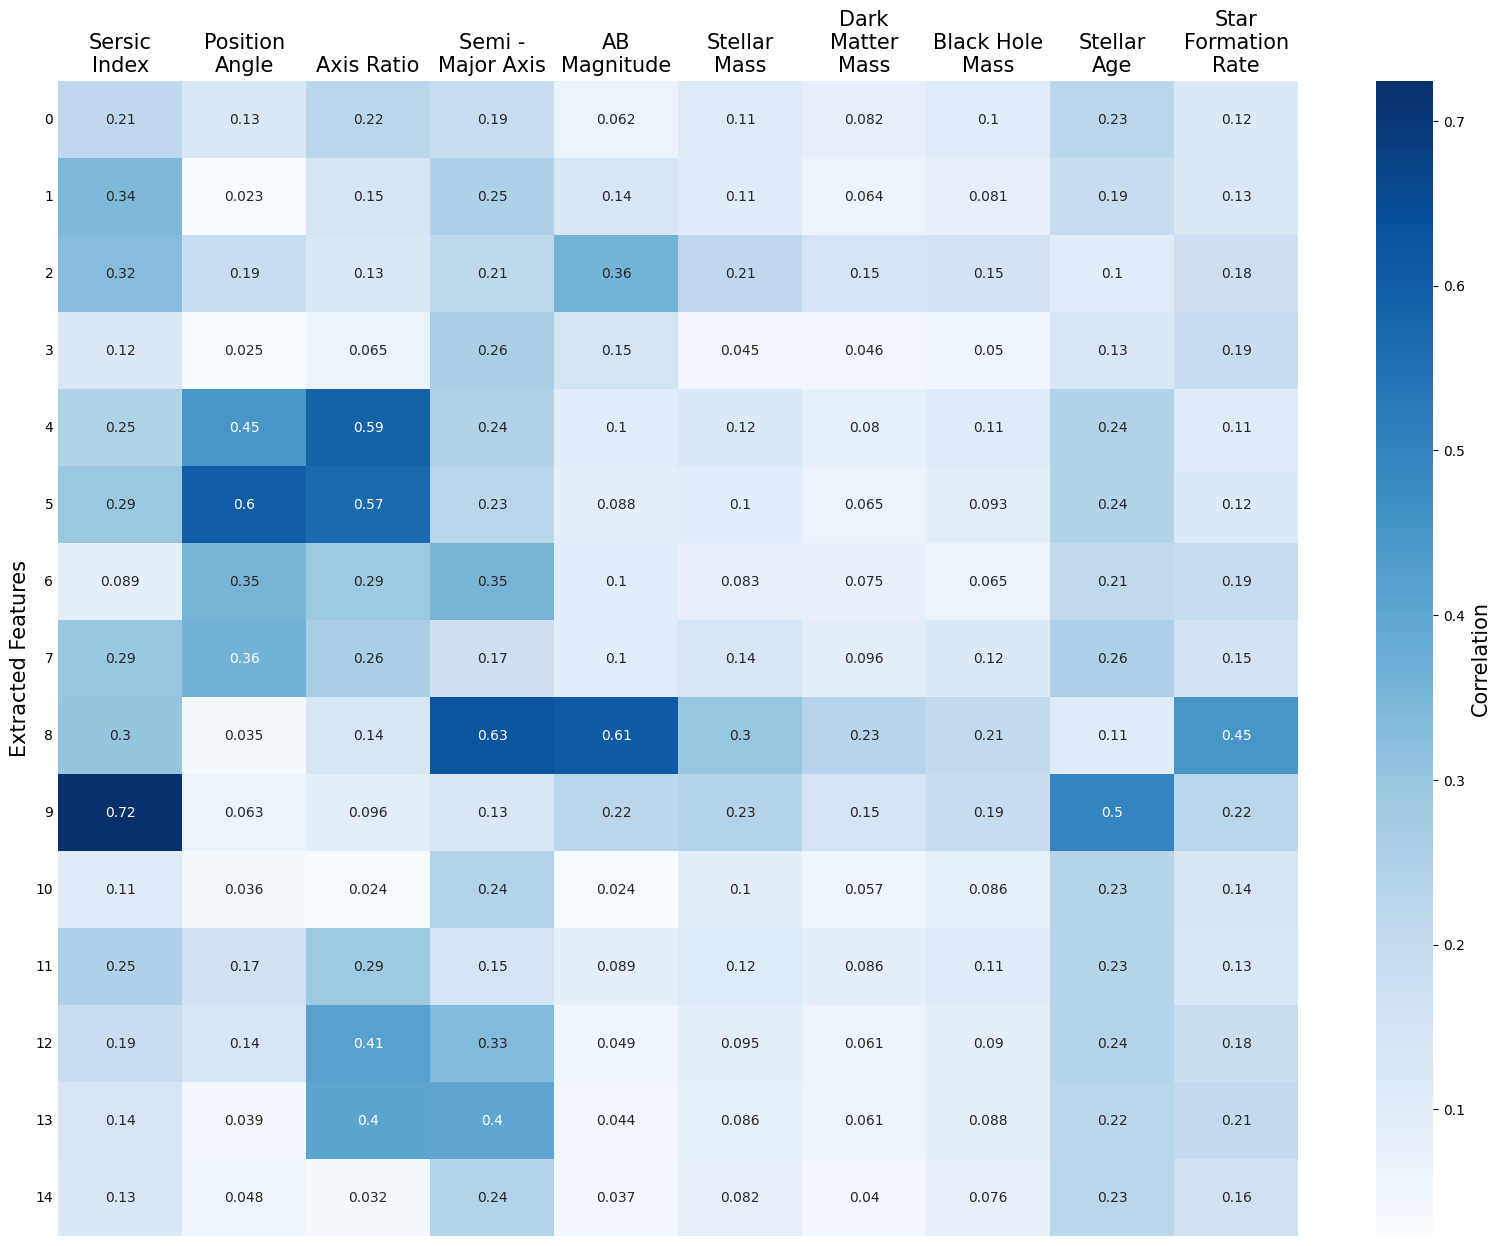 Sersic
Index
Position
Angle
Axis Ratio
Semi -
Major Axis
AB
Magnitude
Stellar
Mass
Dark
Matter
Mass
Black Hole
Mass
Stellar
Age
Star
Formation
Rate
0 0.21 0.13 0.22 0.19 0.062 0.11 0.082 0.1 0.23 0.12
1 0.34 0.023 0.15 0.25 0.14 0.11 0.064 0.081 0.19 0.13
2 0.32 0.19 0.13 0.21 0.36 0.21 0.15 0.15 0.1 0.18
3 0.12 0.025 0.065 0.26 0.15 0.045 0.046 0.05 0.13 0.19
4 0.25 0.45 0.59 0.24 0.1 0.12 0.08 0.11 0.24 0.11
5 0.29 0.6 0.57 0.23 0.088 0.1 0.065 0.093 0.24 0.12
6 0.089 0.35 0.29 0.35 0.1 0.083 0.075 0.065 0.21 0.19
7 0.29 0.36 0.26 0.17 0.1 0.14 0.096 0.12 0.26 0.15
8 0.3 0.035 0.14 0.63 0.61 0.3 0.23 0.21 0.11 0.45
9 0.72 0.063 0.096 0.13 0.22 0.23 0.15 0.19 0.5 0.22
10 0.11 0.036 0.024 0.24 0.024 0.1 0.057 0.086 0.23 0.14
11 0.25 0.17 0.29 0.15 0.089 0.12 0.086 0.11 0.23 0.13
12 0.19 0.14 0.41 0.33 0.049 0.095 0.061 0.09 0.24 0.18
13 0.14 0.039 0.4 0.4 0.044 0.086 0.061 0.088 0.22 0.21
14 0.13 0.048 0.032 0.24 0.037 0.082 0.04 0.076 0.23 0.16
Extracted Features
0.7
0.6
0.5
0.4
0.3
0.2
0.1
Correlation